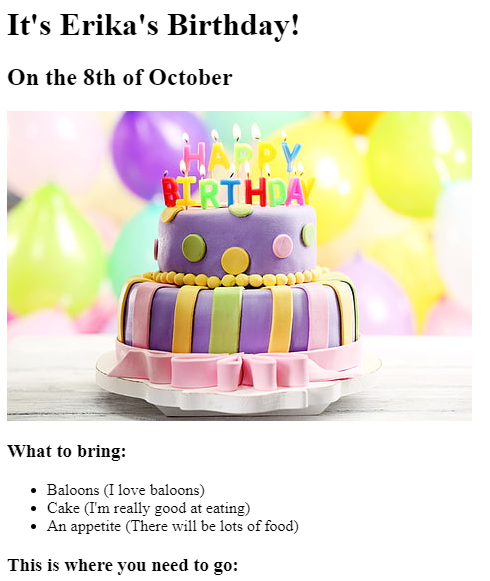 It's Erika's Birthday!
On the 8th of October
HAPPY
BIRTHDAY
What to bring:
Baloons (I love baloons)
Cake (I'm really good at eating)
An appetite (There will be lots of food)
This is where you need to go: